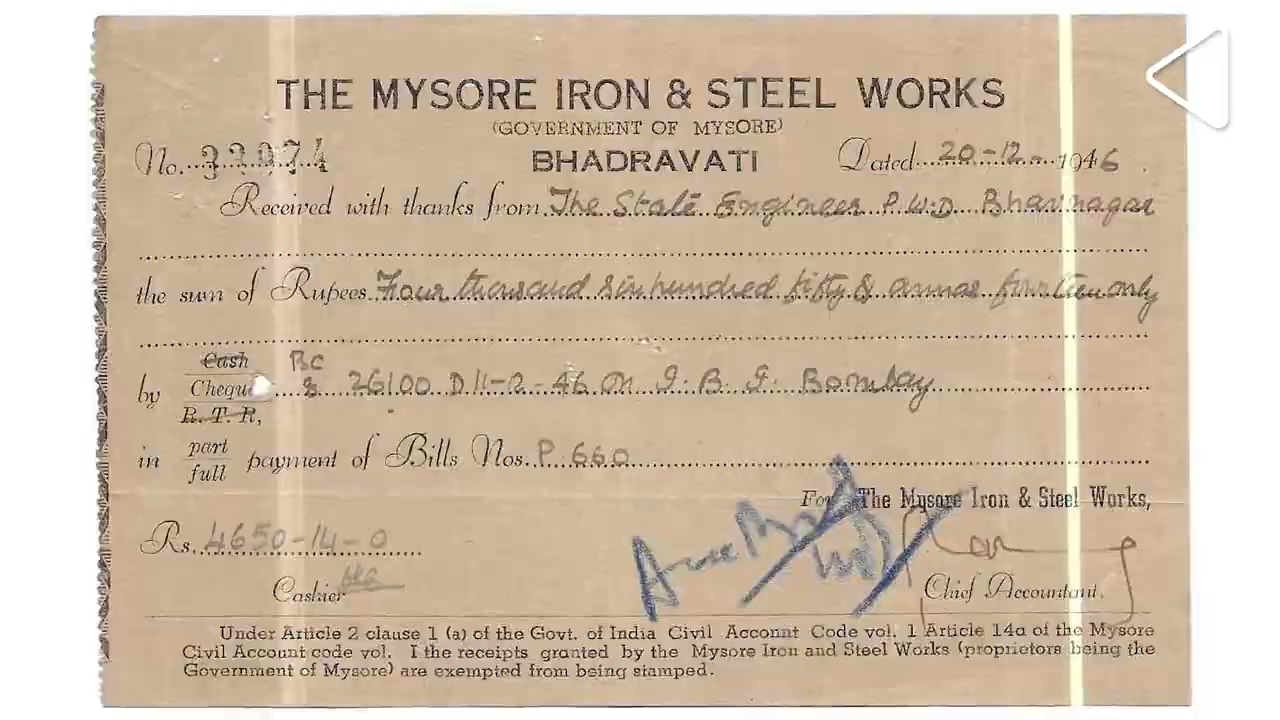 THE MYSORE IRON & STEEL WORKS
(GOVERNMENT OF MYSORE)
No. 33974 BHADRAVATI Dated 20-12-1946
Received with thanks from The State Engineer P.W.D Bhavnagar
the sum of Rupees Four thousand six hundred fifty & annas fourteen only
Cash BC
by Cheque 26100 D 11-2-46 on I.B.I. Bombay
R. T. R,
in part full payment of Bills Nos. P 660
For The Mysore Iron & Steel Works,
Rs. 4650-14-0
Cashier Chief Accountant.
Under Article 2 clause 1 (a) of the Govt. of India Civil Account Code vol. 1 Article 14a of the Mysore
Civil Account code vol. I the receipts granted by the Mysore Iron and Steel Works (proprietors being the
Government of Mysore) are exempted from being stamped.